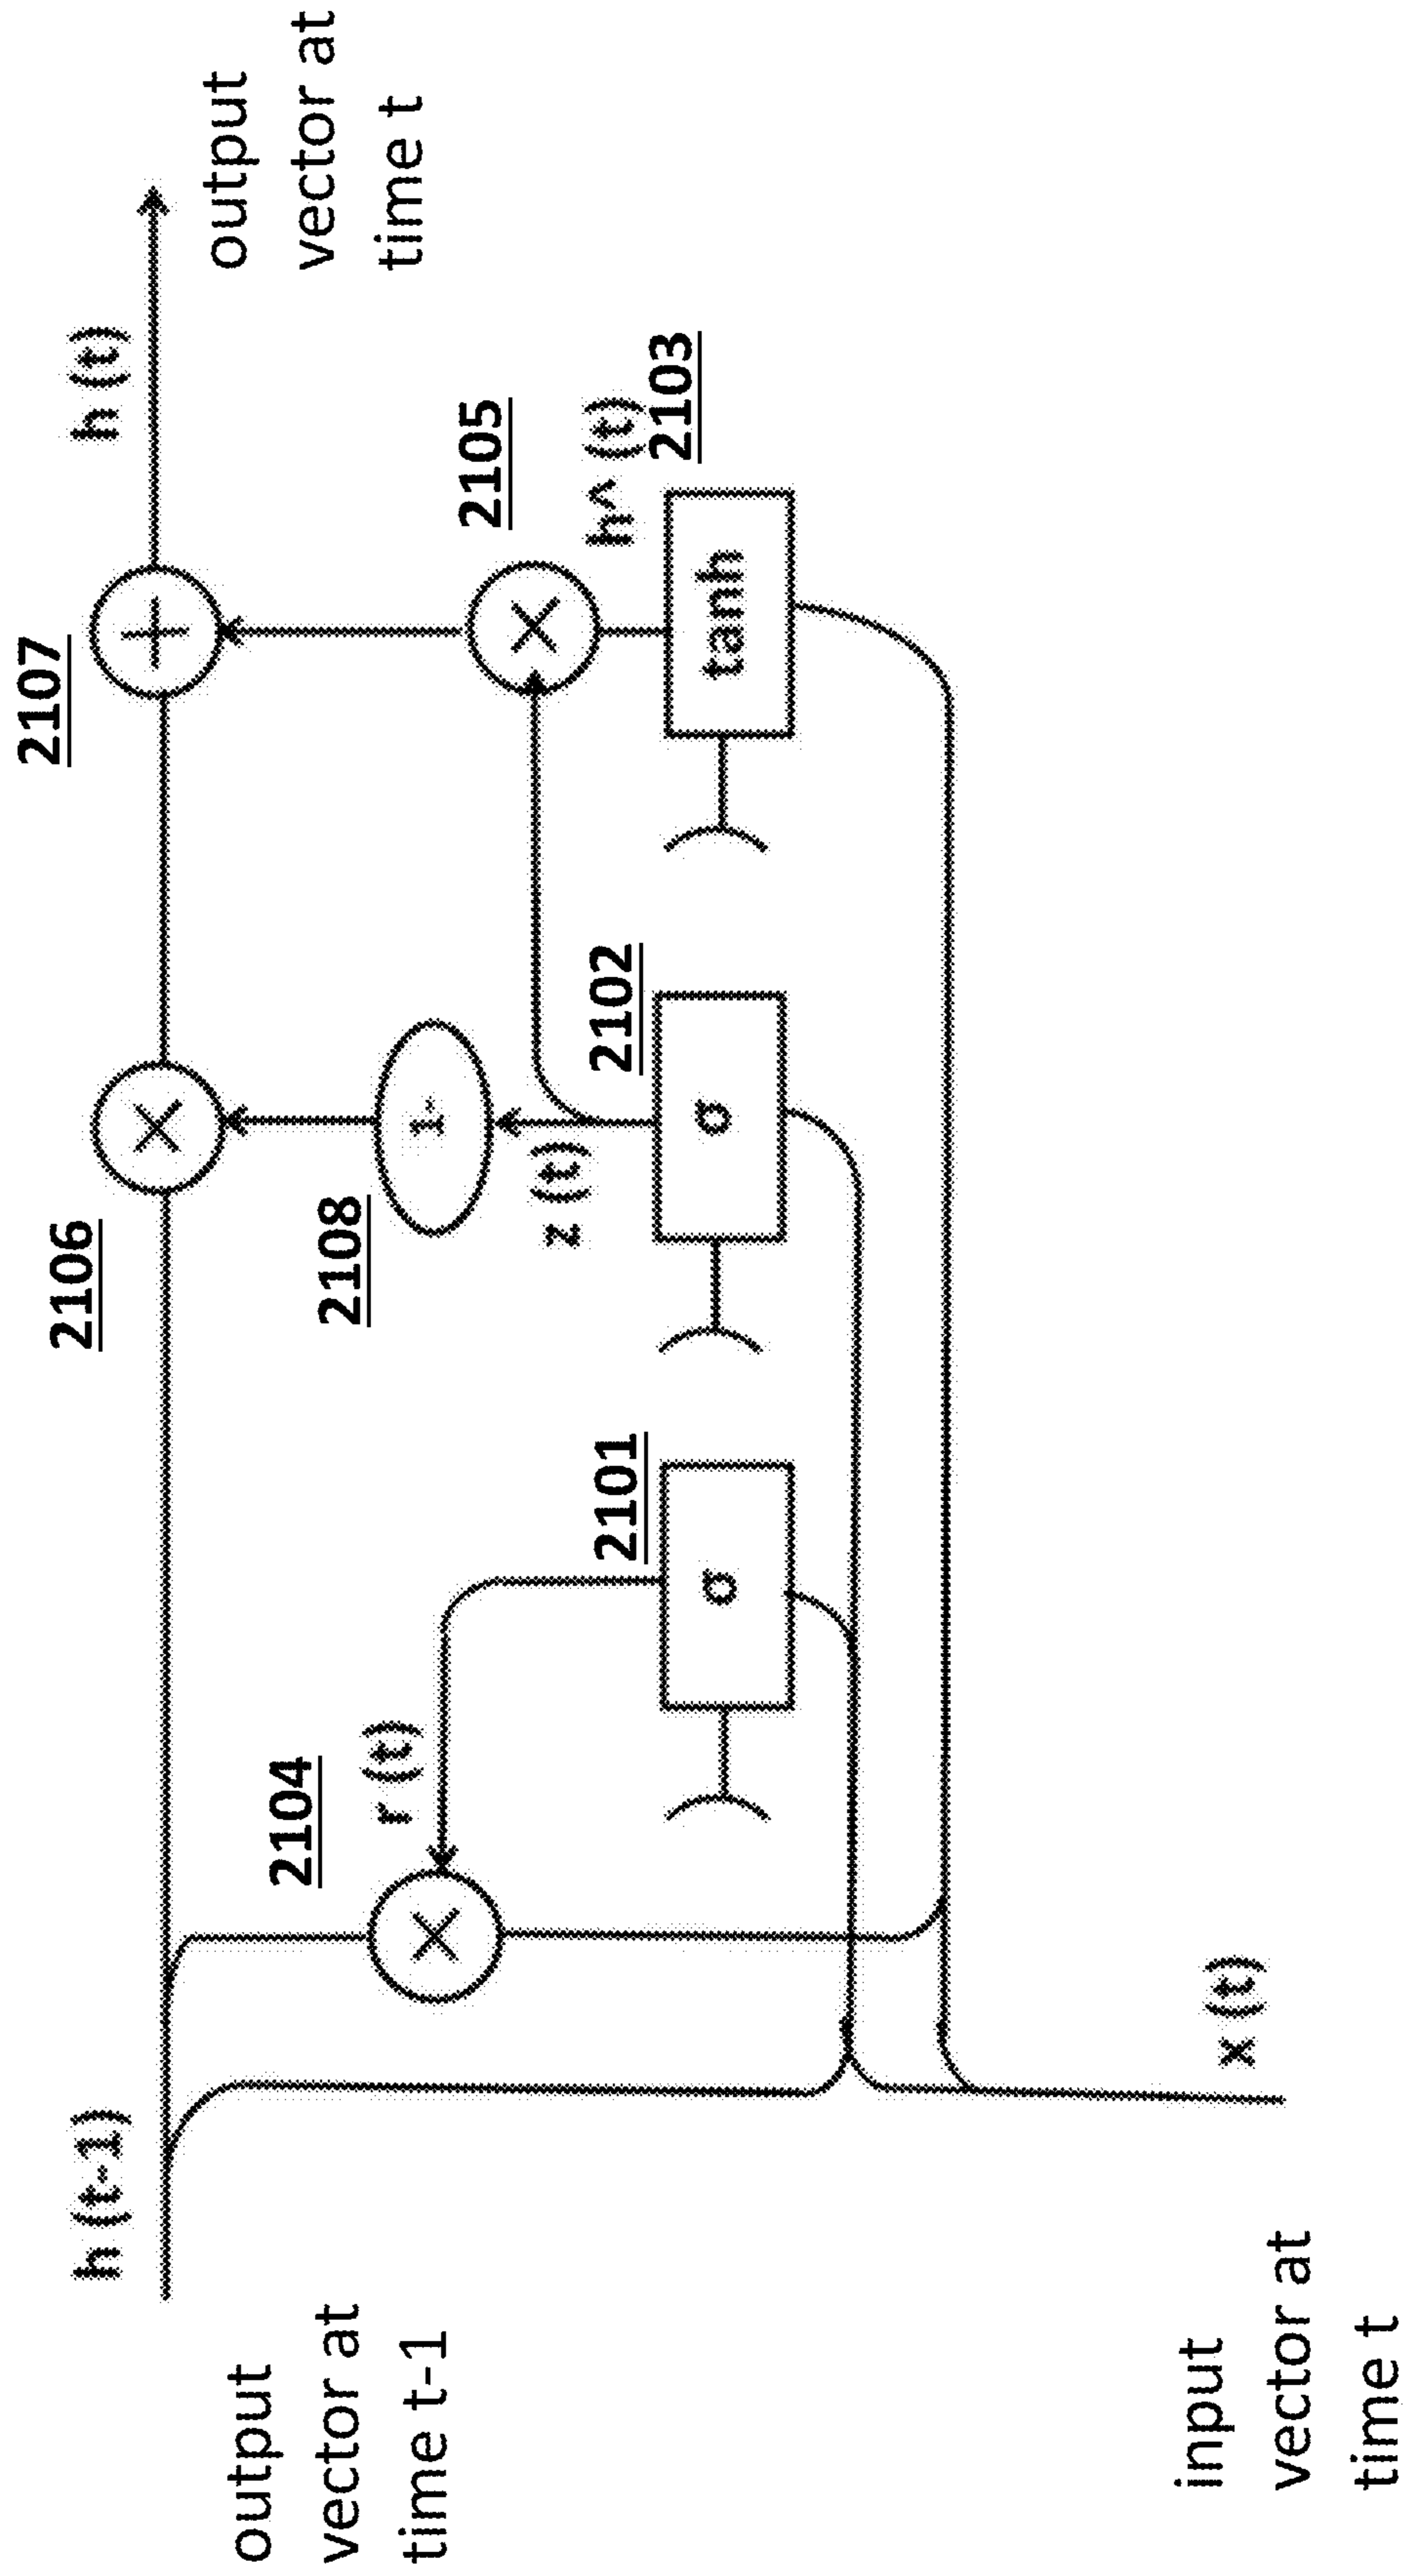 2107
h (t-1)
h (t)
2106
output
vector at
time t-1
×
+
output
vector at
time t
2104
2108
1-
r (t)
×
2105
×
z (t)
h^ (t)
2101
2102
2103
σ
σ
tanh
x (t)
input
vector at
time t